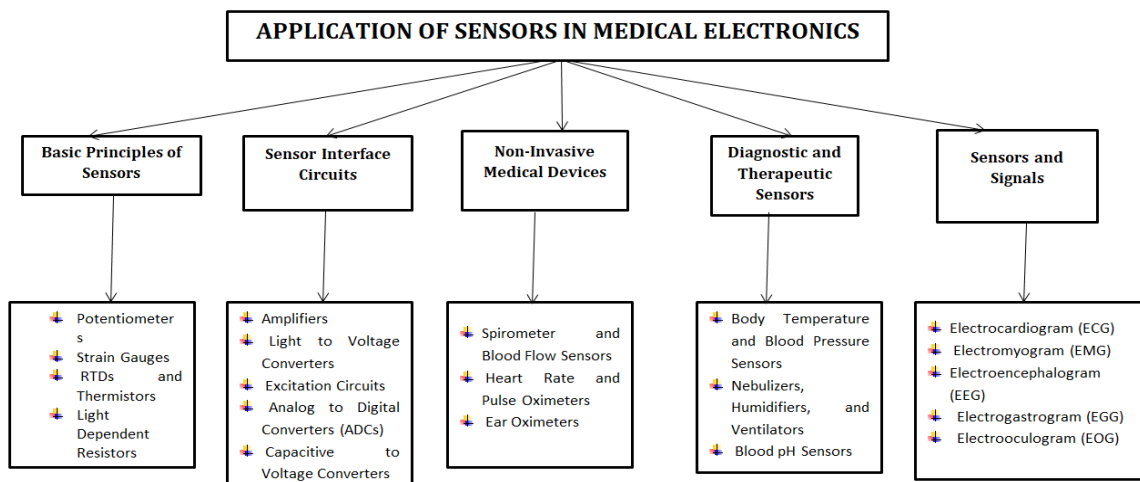 APPLICATION OF SENSORS IN MEDICAL ELECTRONICS
Basic Principles of
Sensors
Sensor Interface
Circuits
Non-Invasive
Medical Devices
Diagnostic and
Therapeutic
Sensors
Sensors and
Signals
Potentiometer
s
Strain Gauges
RTDs and
Thermistors
Light
Dependent
Resistors
Amplifiers
Light to Voltage
Converters
Excitation Circuits
Analog to Digital
Converters (ADCs)
Capacitive to
Voltage Converters
Spirometer and
Blood Flow Sensors
Heart Rate and
Pulse Oximeters
Ear Oximeters
Body Temperature
and Blood Pressure
Sensors
Nebulizers,
Humidifiers, and
Ventilators
Blood pH Sensors
Electrocardiogram (ECG)
Electromyogram (EMG)
Electroencephalogram
(EEG)
Electrogastrogram (EGG)
Electrooculogram (EOG)